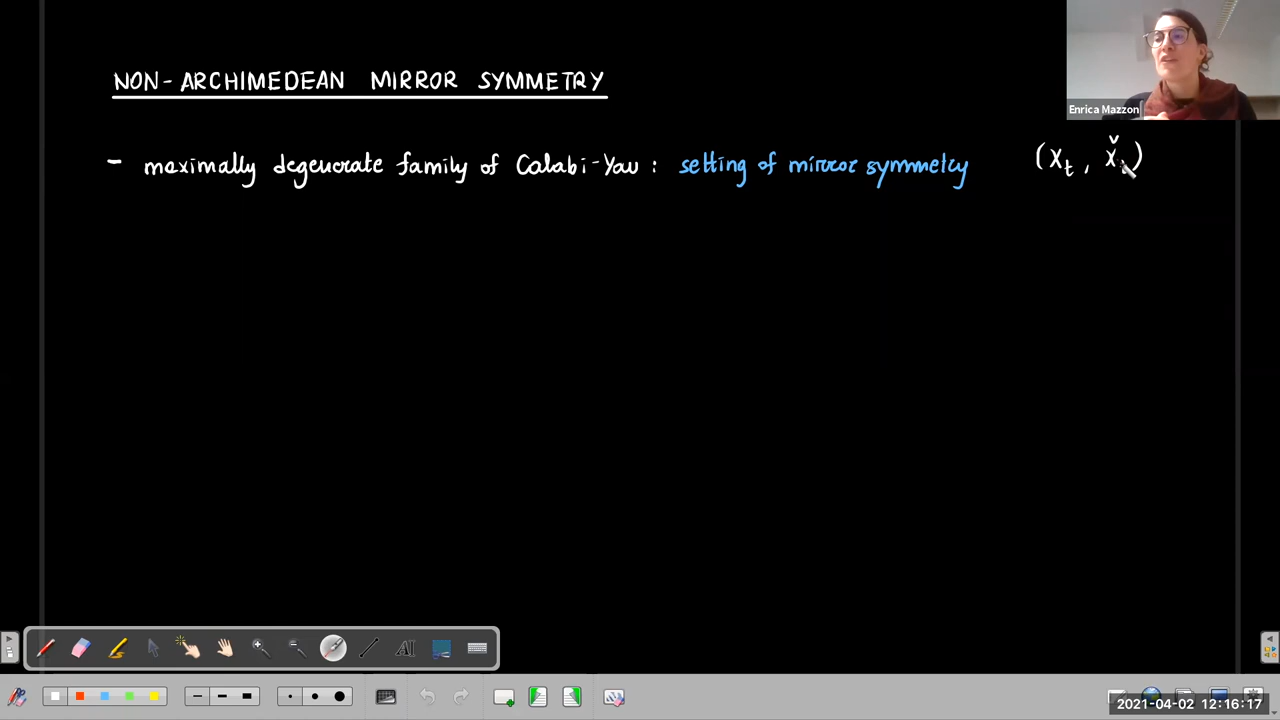 NON-ARCHIMEDEAN MIRROR SYMMETRY
Enrica Mazzon
- maximally degenerate family of Calabi-Yau : setting of mirror symmetry (X_t , X̌
AI
2021-04-02 12:16:17